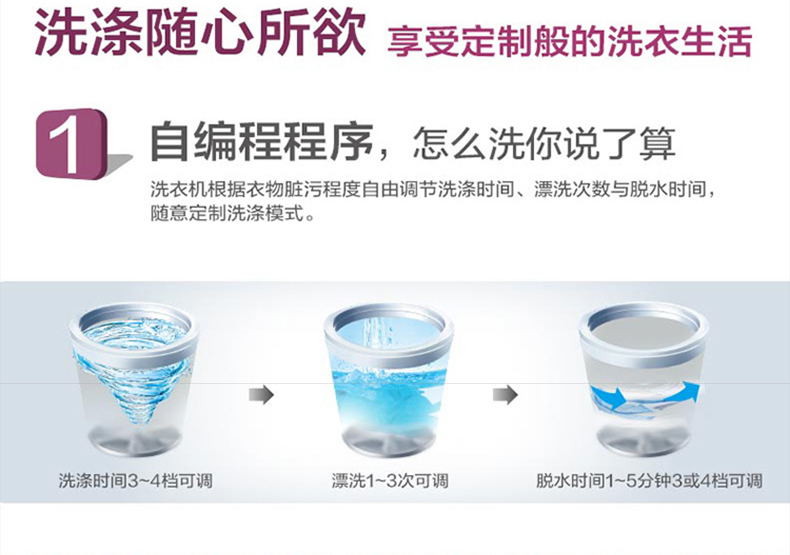 洗涤随心所欲 享受定制般的洗衣生活
1 自编程程序，怎么洗你说了算
洗衣机根据衣物脏污程度自由调节洗涤时间、漂洗次数与脱水时间，
随意定制洗涤模式。
洗涤时间3~4档可调
漂洗1~3次可调
脱水时间1~5分钟3或4档可调